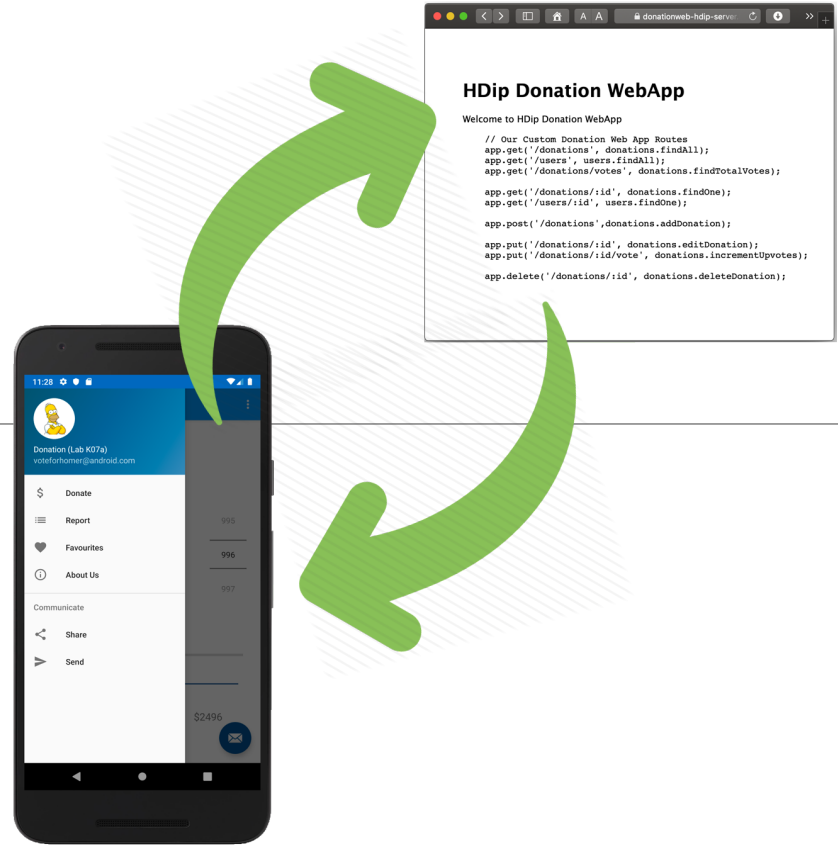 A A
donationweb-hdip-server
HDip Donation WebApp
Welcome to HDip Donation WebApp
// Our Custom Donation Web App Routes
app.get('/donations', donations.findAll);
app.get('/users', users.findAll);
app.get('/donations/votes', donations.findTotalVotes);
app.get('/donations/:id', donations.findOne);
app.get('/users/:id', users.findOne);
app.post('/donations',donations.addDonation);
app.put('/donations/:id', donations.editDonation);
app.put('/donations/:id/vote', donations.incrementUpvotes);
app.delete('/donations/:id', donations.deleteDonation);
11:28
Donation (Lab K07a)
voteforhomer@android.com
Donate
Report
Favourites
About Us
Communicate
Share
Send
995
996
997
$2496